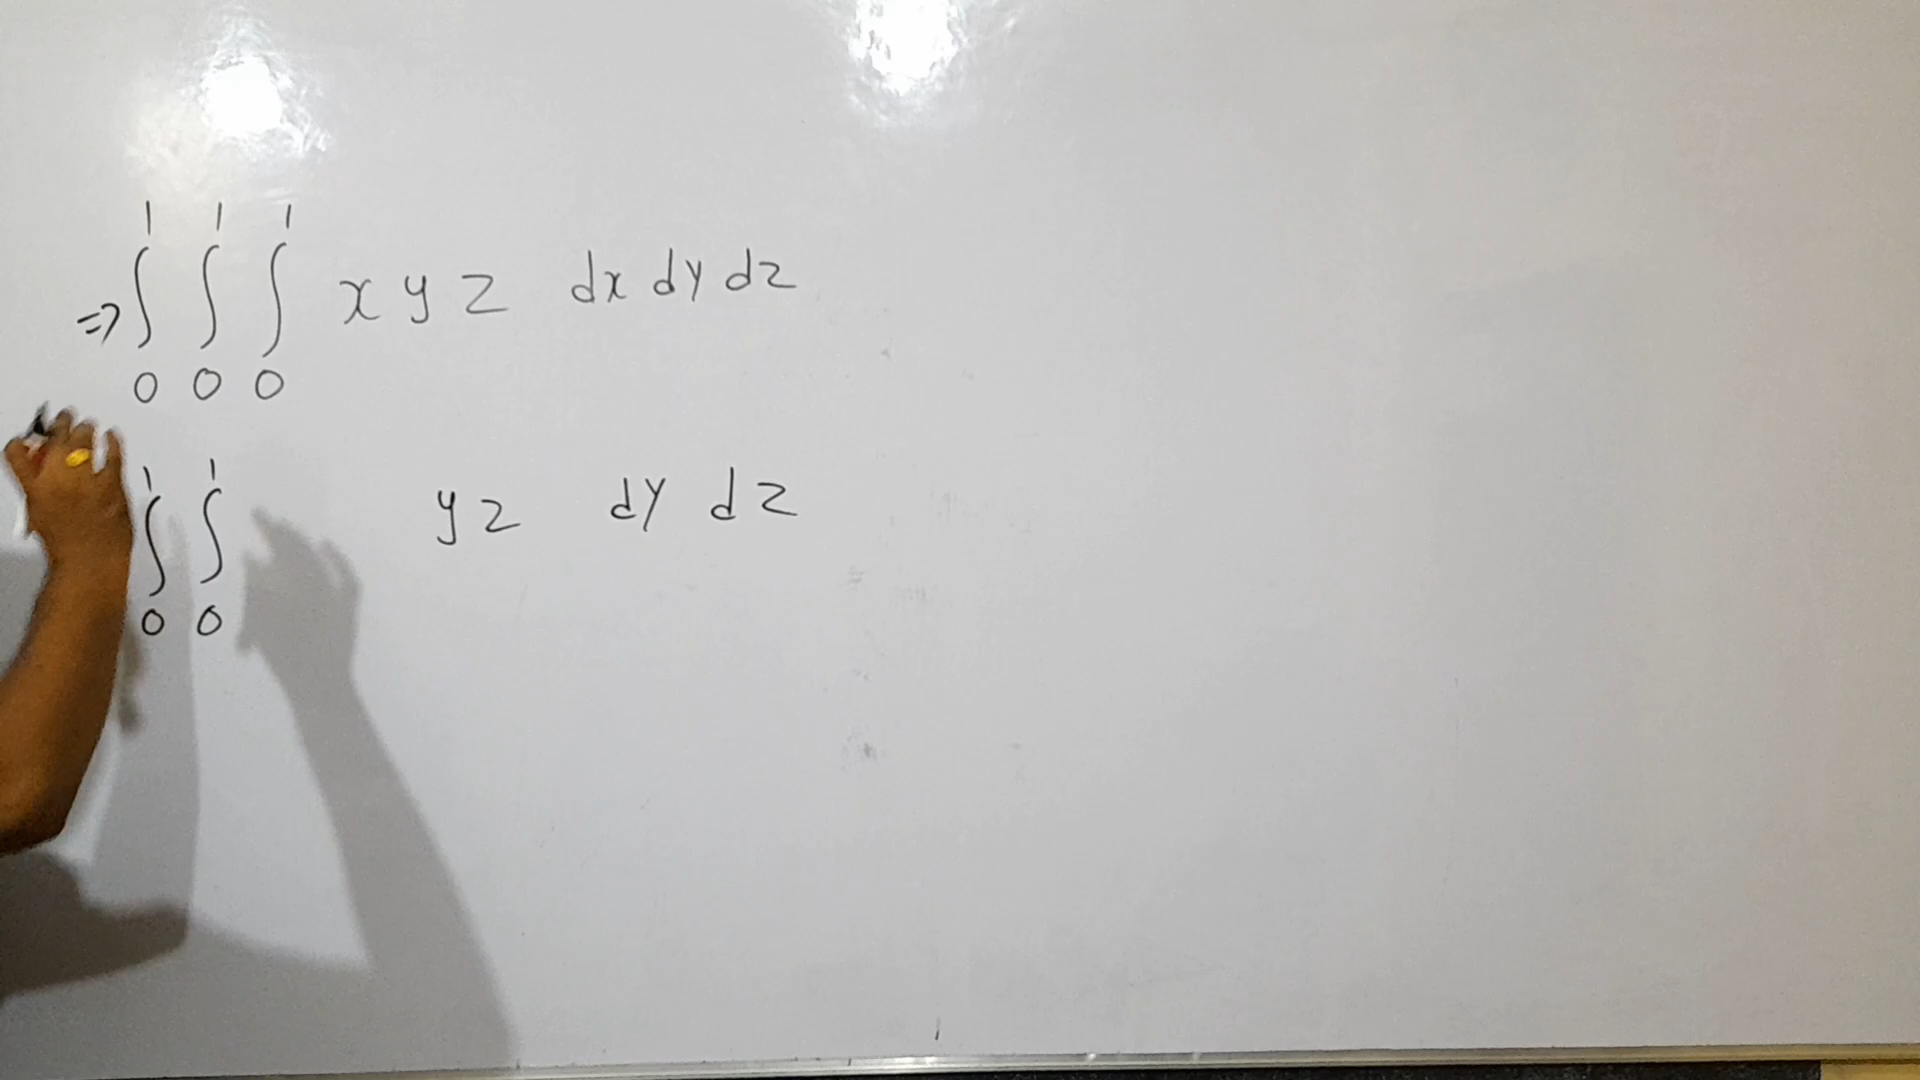 ⇒ ∫₀¹ ∫₀¹ ∫₀¹ x y z dx dy dz
∫₀¹ ∫₀¹ y z dy dz